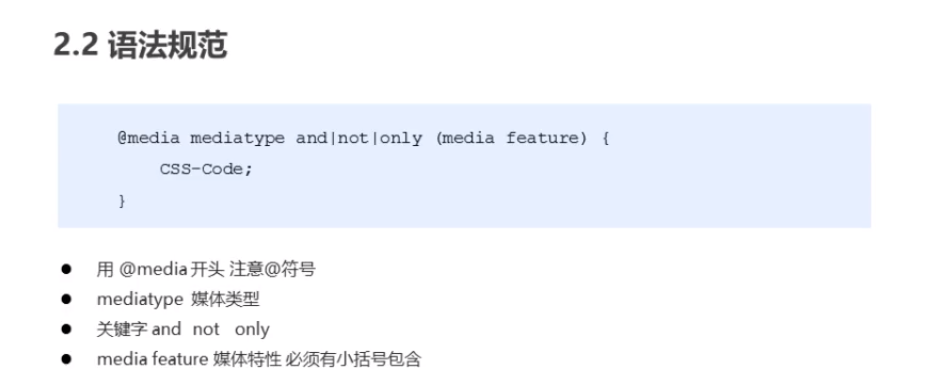 2.2 语法规范
@media mediatype and|not|only (media feature) {
CSS-Code;
}
用 @media 开头 注意@符号
mediatype 媒体类型
关键字 and not only
media feature 媒体特性 必须有小括号包含